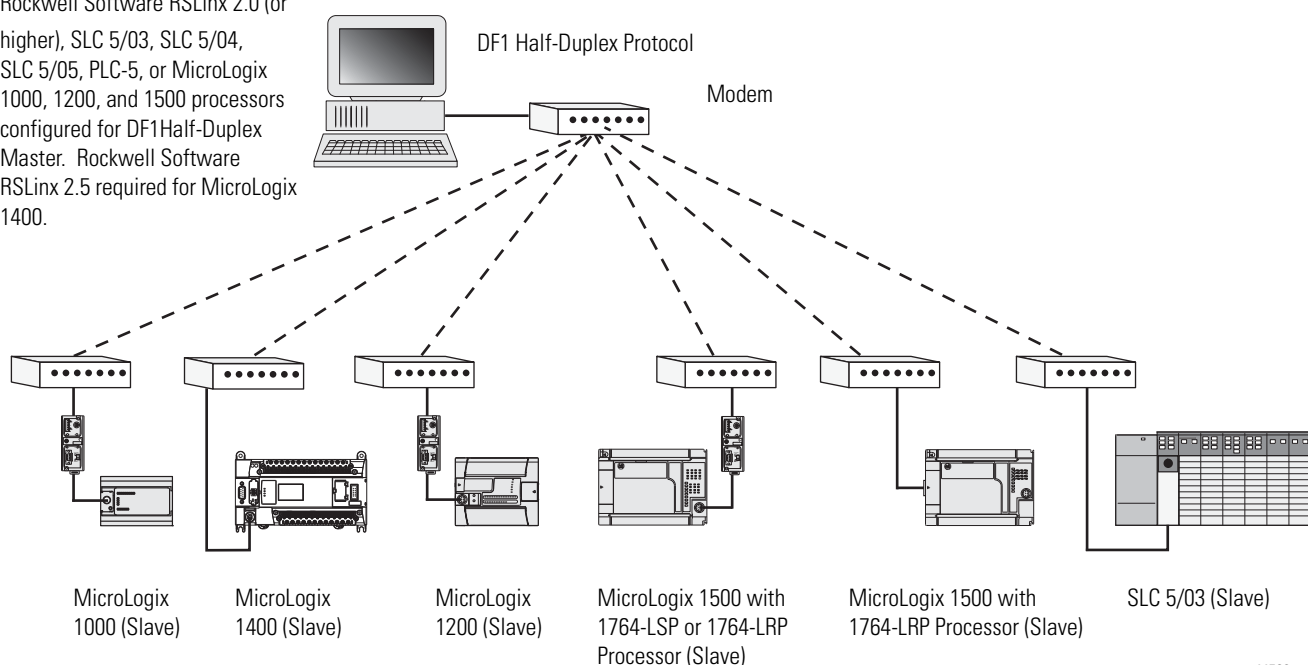 Rockwell Software RSLinx 2.0 (or
higher), SLC 5/03, SLC 5/04,
SLC 5/05, PLC-5, or MicroLogix
1000, 1200, and 1500 processors
configured for DF1Half-Duplex
Master. Rockwell Software
RSLinx 2.5 required for MicroLogix
1400.
DF1 Half-Duplex Protocol
Modem
MicroLogix
1000 (Slave)
MicroLogix
1400 (Slave)
MicroLogix
1200 (Slave)
MicroLogix 1500 with
1764-LSP or 1764-LRP
Processor (Slave)
MicroLogix 1500 with
1764-LRP Processor (Slave)
SLC 5/03 (Slave)